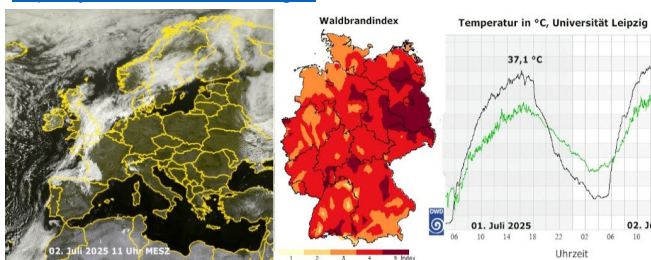 Waldbrandindex
Temperatur in °C, Universität Leipzig
37,1 °C
02. Juli 2025 11 Uhr MESZ
1 2 3 4 5 Index
DWD
01. Juli 2025
02. J
06 10 14 18 22 02 06 10
Uhrzeit